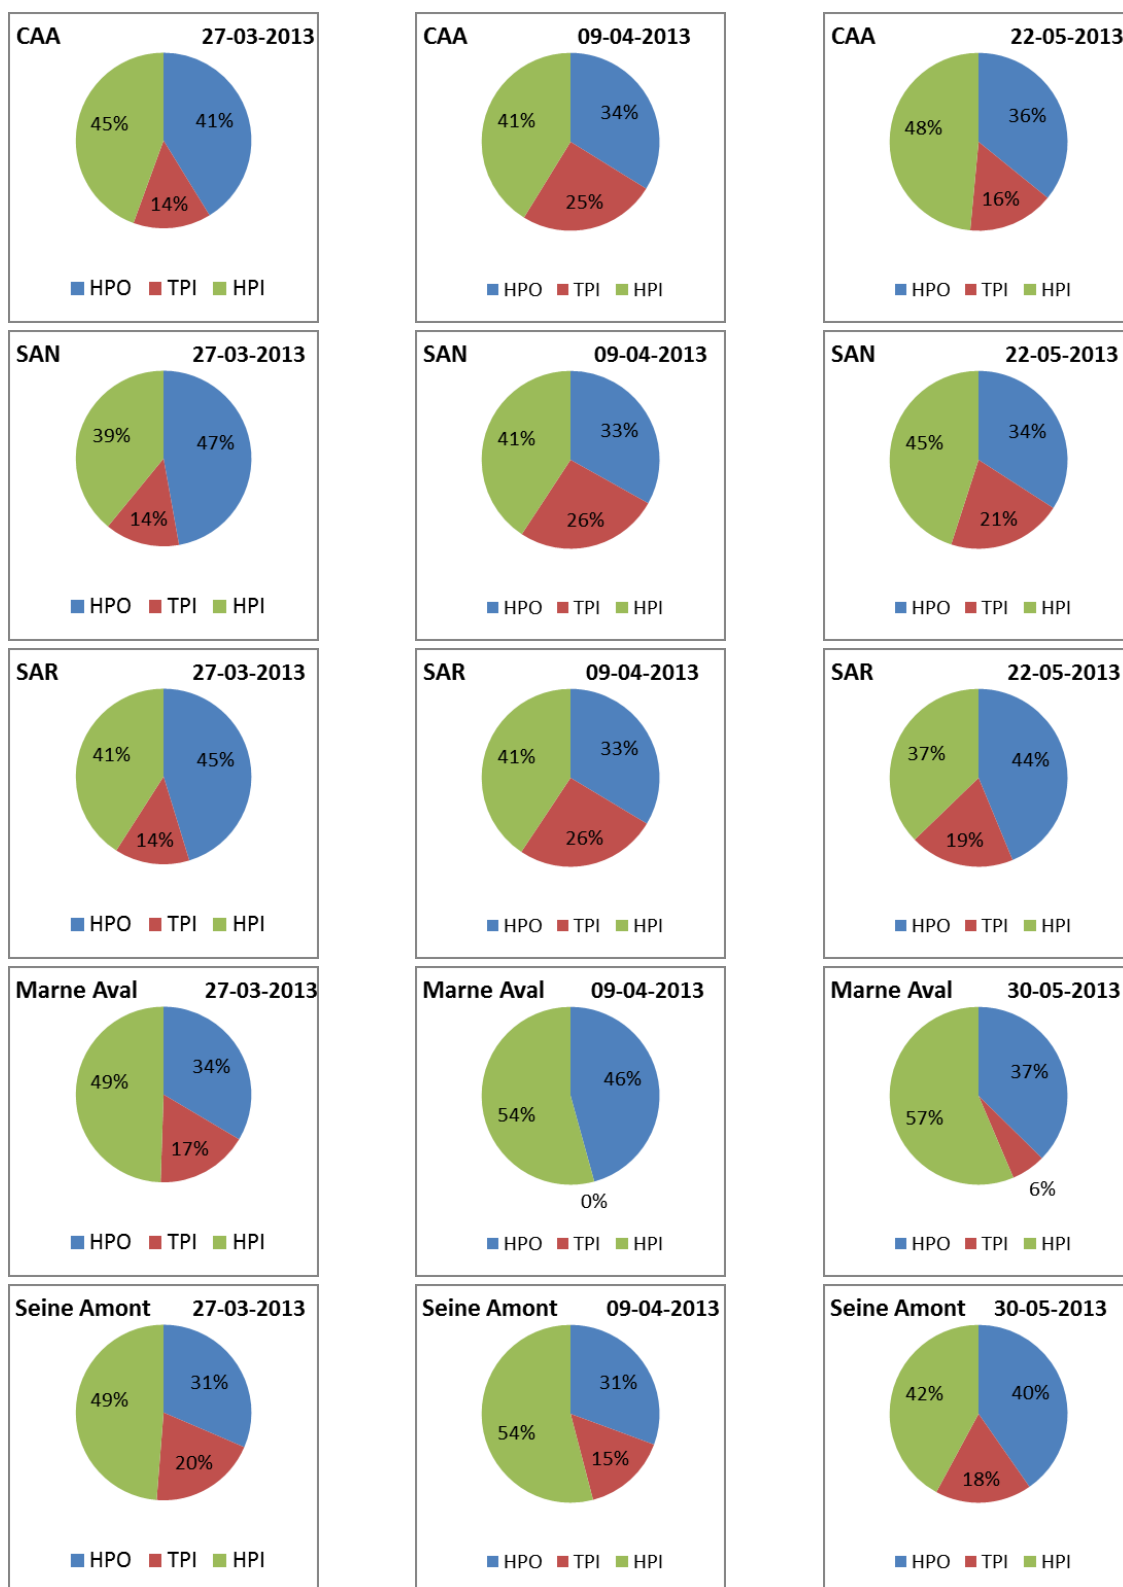 CAA 27-03-2013
45% 41%
14%
HPO TPI HPI
CAA 09-04-2013
41% 34%
25%
HPO TPI HPI
CAA 22-05-2013
48% 36%
16%
HPO TPI HPI
SAN 27-03-2013
39% 47%
14%
HPO TPI HPI
SAN 09-04-2013
41% 33%
26%
HPO TPI HPI
SAN 22-05-2013
45% 34%
21%
HPO TPI HPI
SAR 27-03-2013
41% 45%
14%
HPO TPI HPI
SAR 09-04-2013
41% 33%
26%
HPO TPI HPI
SAR 22-05-2013
37% 44%
19%
HPO TPI HPI
Marne Aval 27-03-2013
49% 34%
17%
HPO TPI HPI
Marne Aval 09-04-2013
46%
54%
0%
HPO TPI HPI
Marne Aval 30-05-2013
37%
57%
6%
HPO TPI HPI
Seine Amont 27-03-2013
31%
49%
20%
HPO TPI HPI
Seine Amont 09-04-2013
31%
54%
15%
HPO TPI HPI
Seine Amont 30-05-2013
42% 40%
18%
HPO TPI HPI